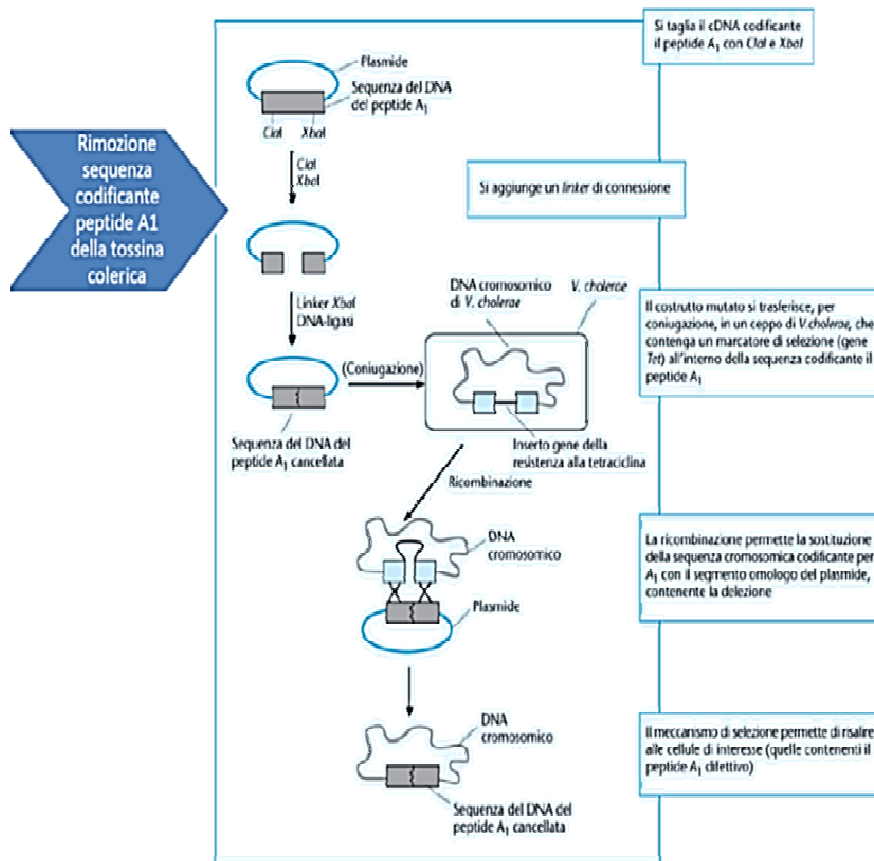 Si taglia il cDNA codificante
il peptide A1 con ClaI e XbaI
Plasmide
Sequenza del DNA
del peptide A1
ClaI XbaI
Rimozione
sequenza
codificante
peptide A1
della tossina
colerica
ClaI
XbaI
Si aggiunge un linter di connessione
Linker XbaI
DNA-ligasi
DNA cromosomico
di V. cholerae
V. cholerae
Il costrutto mutato si trasferisce, per
coniugazione, in un ceppo di V.cholerae, che
contenga un marcatore di selezione (gene
Tet) all'interno della sequenza codificante il
peptide A1
(Coniugazione)
Sequenza del DNA del
peptide A1 cancellata
Inserto gene della
resistenza alla tetraciclina
Ricombinazione
DNA
cromosomico
La ricombinazione permette la sostituzione
della sequenza cromosomica codificante per
A1 con il segmento omologo del plasmide,
contenente la delezione
Plasmide
DNA
cromosomico
Il meccanismo di selezione permette di risalire
alle cellule di interesse (quelle contenenti il
peptide A1 difettivo)
Sequenza del DNA del
peptide A1 cancellata